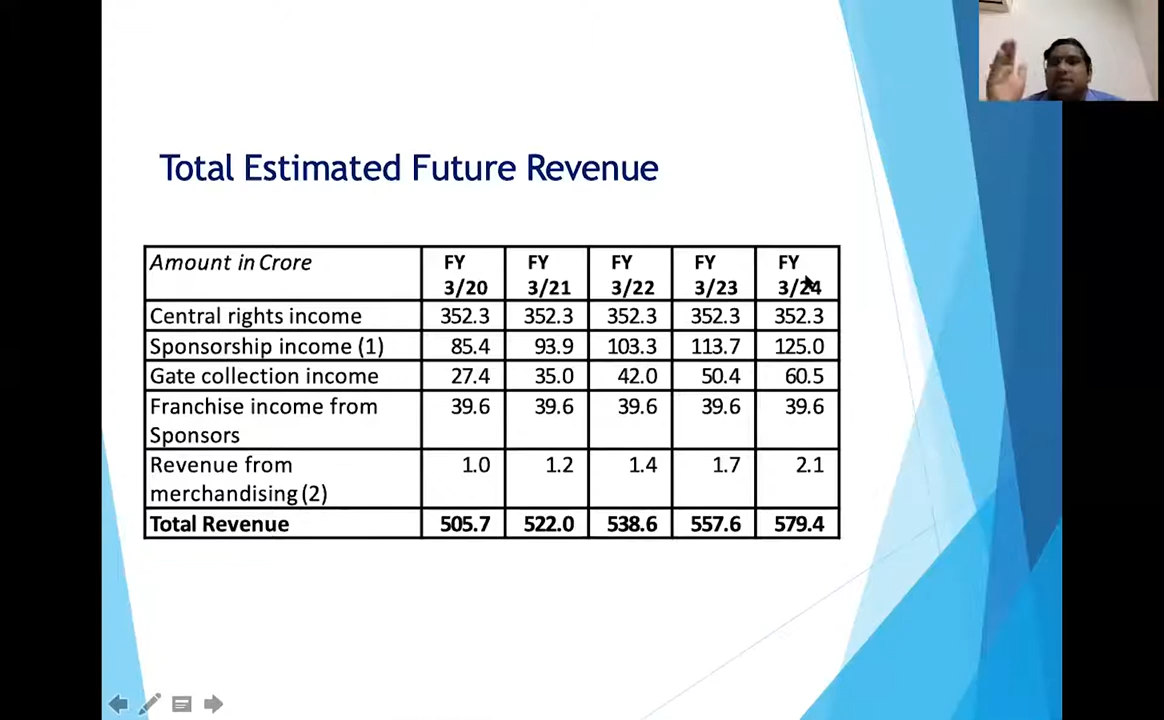 Total Estimated Future Revenue
Amount in Crore FY 3/20 FY 3/21 FY 3/22 FY 3/23 FY 3/24
Central rights income 352.3 352.3 352.3 352.3 352.3
Sponsorship income (1) 85.4 93.9 103.3 113.7 125.0
Gate collection income 27.4 35.0 42.0 50.4 60.5
Franchise income from Sponsors 39.6 39.6 39.6 39.6 39.6
Revenue from merchandising (2) 1.0 1.2 1.4 1.7 2.1
Total Revenue 505.7 522.0 538.6 557.6 579.4